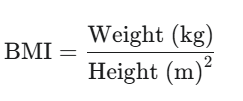 BMI = Weight (kg) / Height (m)²